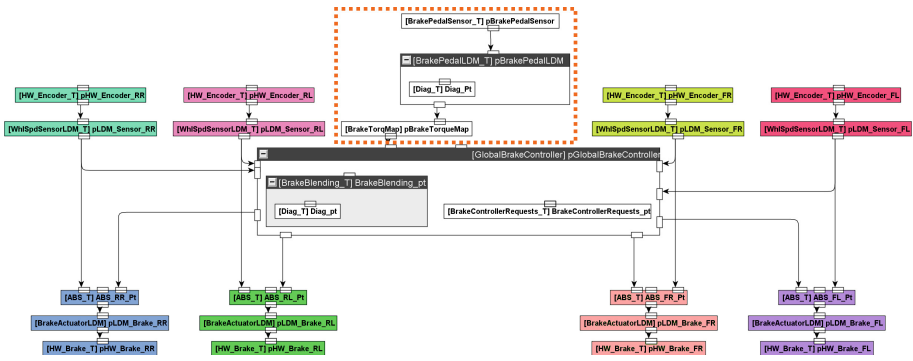 [BrakePedalSensor_T] pBrakePedalSensor
[BrakePedalLDM_T] pBrakePedalLDM
[Diag_T] Diag_Pt
[HW_Encoder_T] pHW_Encoder_RR
[HW_Encoder_T] pHW_Encoder_RL
[HW_Encoder_T] pHW_Encoder_FR
[HW_Encoder_T] pHW_Encoder_FL
[WhlSpdSensorLDM_T] pLDM_Sensor_RR
[WhlSpdSensorLDM_T] pLDM_Sensor_RL
[BrakeTorqMap] pBrakeTorqueMap
[WhlSpdSensorLDM_T] pLDM_Sensor_FR
[WhlSpdSensorLDM_T] pLDM_Sensor_FL
[GlobalBrakeController] pGlobalBrakeController
[BrakeBlending_T] BrakeBlending_pt
[Diag_T] Diag_pt
[BrakeControllerRequests_T] BrakeControllerRequests_pt
[ABS_T] ABS_RR_Pt
[ABS_T] ABS_RL_Pt
[ABS_T] ABS_FR_Pt
[ABS_T] ABS_FL_Pt
[BrakeActuatorLDM] pLDM_Brake_RR
[BrakeActuatorLDM] pLDM_Brake_RL
[BrakeActuatorLDM] pLDM_Brake_FR
[BrakeActuatorLDM] pLDM_Brake_FL
[HW_Brake_T] pHW_Brake_RR
[HW_Brake_T] pHW_Brake_RL
[HW_Brake_T] pHW_Brake_FR
[HW_Brake_T] pHW_Brake_FL